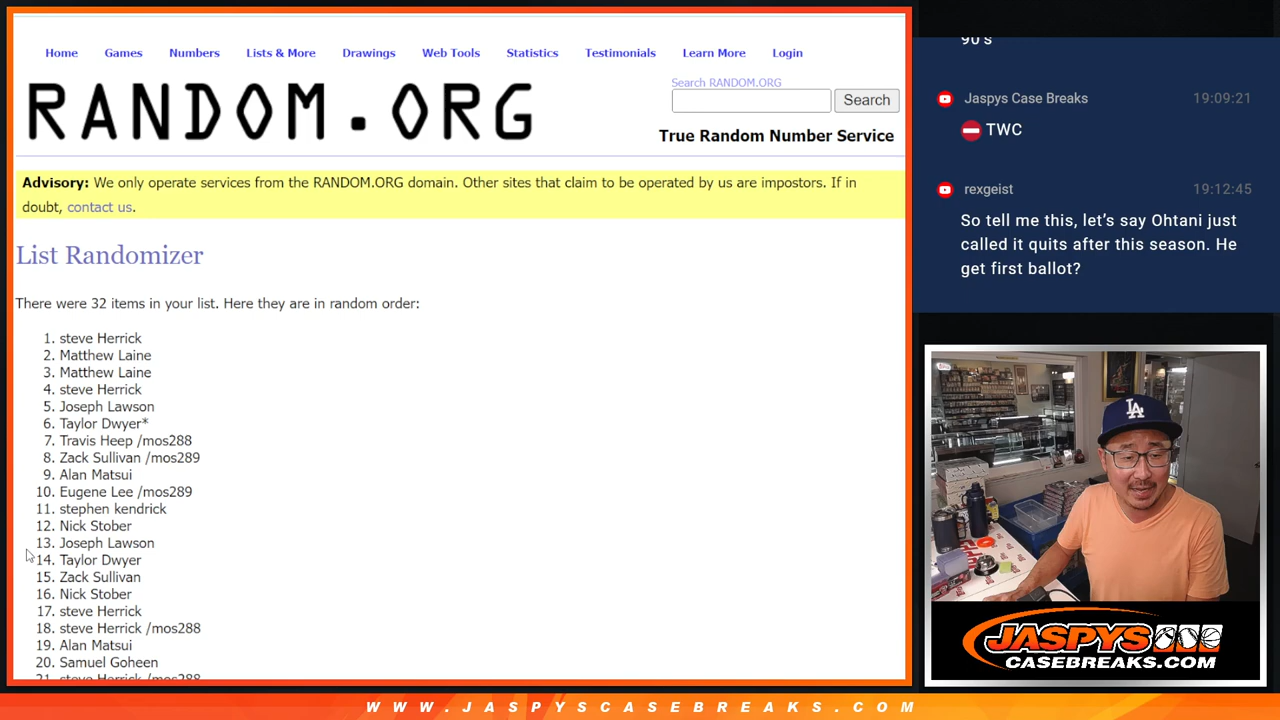 Home Games Numbers Lists & More Drawings Web Tools Statistics Testimonials Learn More Login
RANDOM.ORG
Search RANDOM.ORG
Search
True Random Number Service
Advisory: We only operate services from the RANDOM.ORG domain. Other sites that claim to be operated by us are impostors. If in
doubt, contact us.
List Randomizer
There were 32 items in your list. Here they are in random order:
1. steve Herrick
2. Matthew Laine
3. Matthew Laine
4. steve Herrick
5. Joseph Lawson
6. Taylor Dwyer*
7. Travis Heep /mos288
8. Zack Sullivan /mos289
9. Alan Matsui
10. Eugene Lee /mos289
11. stephen kendrick
12. Nick Stober
13. Joseph Lawson
14. Taylor Dwyer
15. Zack Sullivan
16. Nick Stober
17. steve Herrick
18. steve Herrick /mos288
19. Alan Matsui
20. Samuel Goheen
21. steve Herrick /mos288
90's
Jaspys Case Breaks 19:09:21
TWC
rexgeist 19:12:45
So tell me this, let's say Ohtani just
called it quits after this season. He
get first ballot?
LA
JASPYS
CASEBREAKS.COM
WWW.JASPYSCASEBREAKS.COM